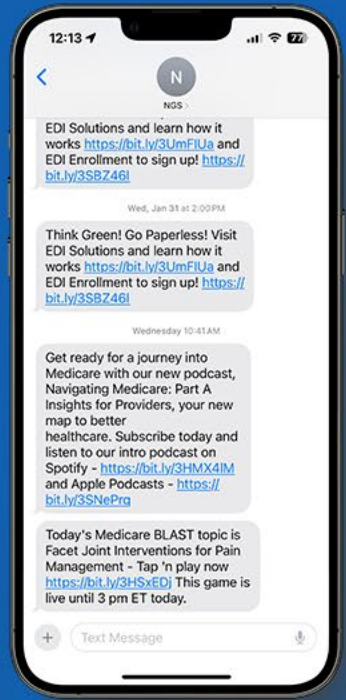 12:13
77
N
NGS
EDI Solutions and learn how it
works https://bit.ly/3UmFlUa and
EDI Enrollment to sign up! https://
bit.ly/3SBZ46I
Wed, Jan 31 at 2:00 PM
Think Green! Go Paperless! Visit
EDI Solutions and learn how it
works https://bit.ly/3UmFlUa and
EDI Enrollment to sign up! https://
bit.ly/3SBZ46I
Wednesday 10:41 AM
Get ready for a journey into
Medicare with our new podcast,
Navigating Medicare: Part A
Insights for Providers, your new
map to better
healthcare. Subscribe today and
listen to our intro podcast on
Spotify - https://bit.ly/3HMX4lM
and Apple Podcasts - https://
bit.ly/3SNePrq
Today's Medicare BLAST topic is
Facet Joint Interventions for Pain
Management - Tap 'n play now
https://bit.ly/3HSxEDj This game is
live until 3 pm ET today.
Text Message